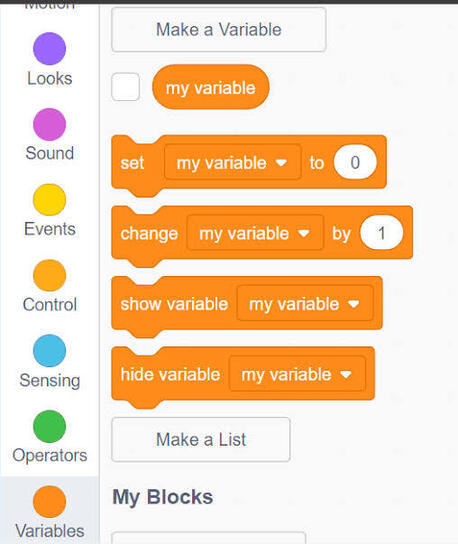 Motion
Looks
Sound
Events
Control
Sensing
Operators
Variables
Make a Variable
my variable
set my variable to 0
change my variable by 1
show variable my variable
hide variable my variable
Make a List
My Blocks